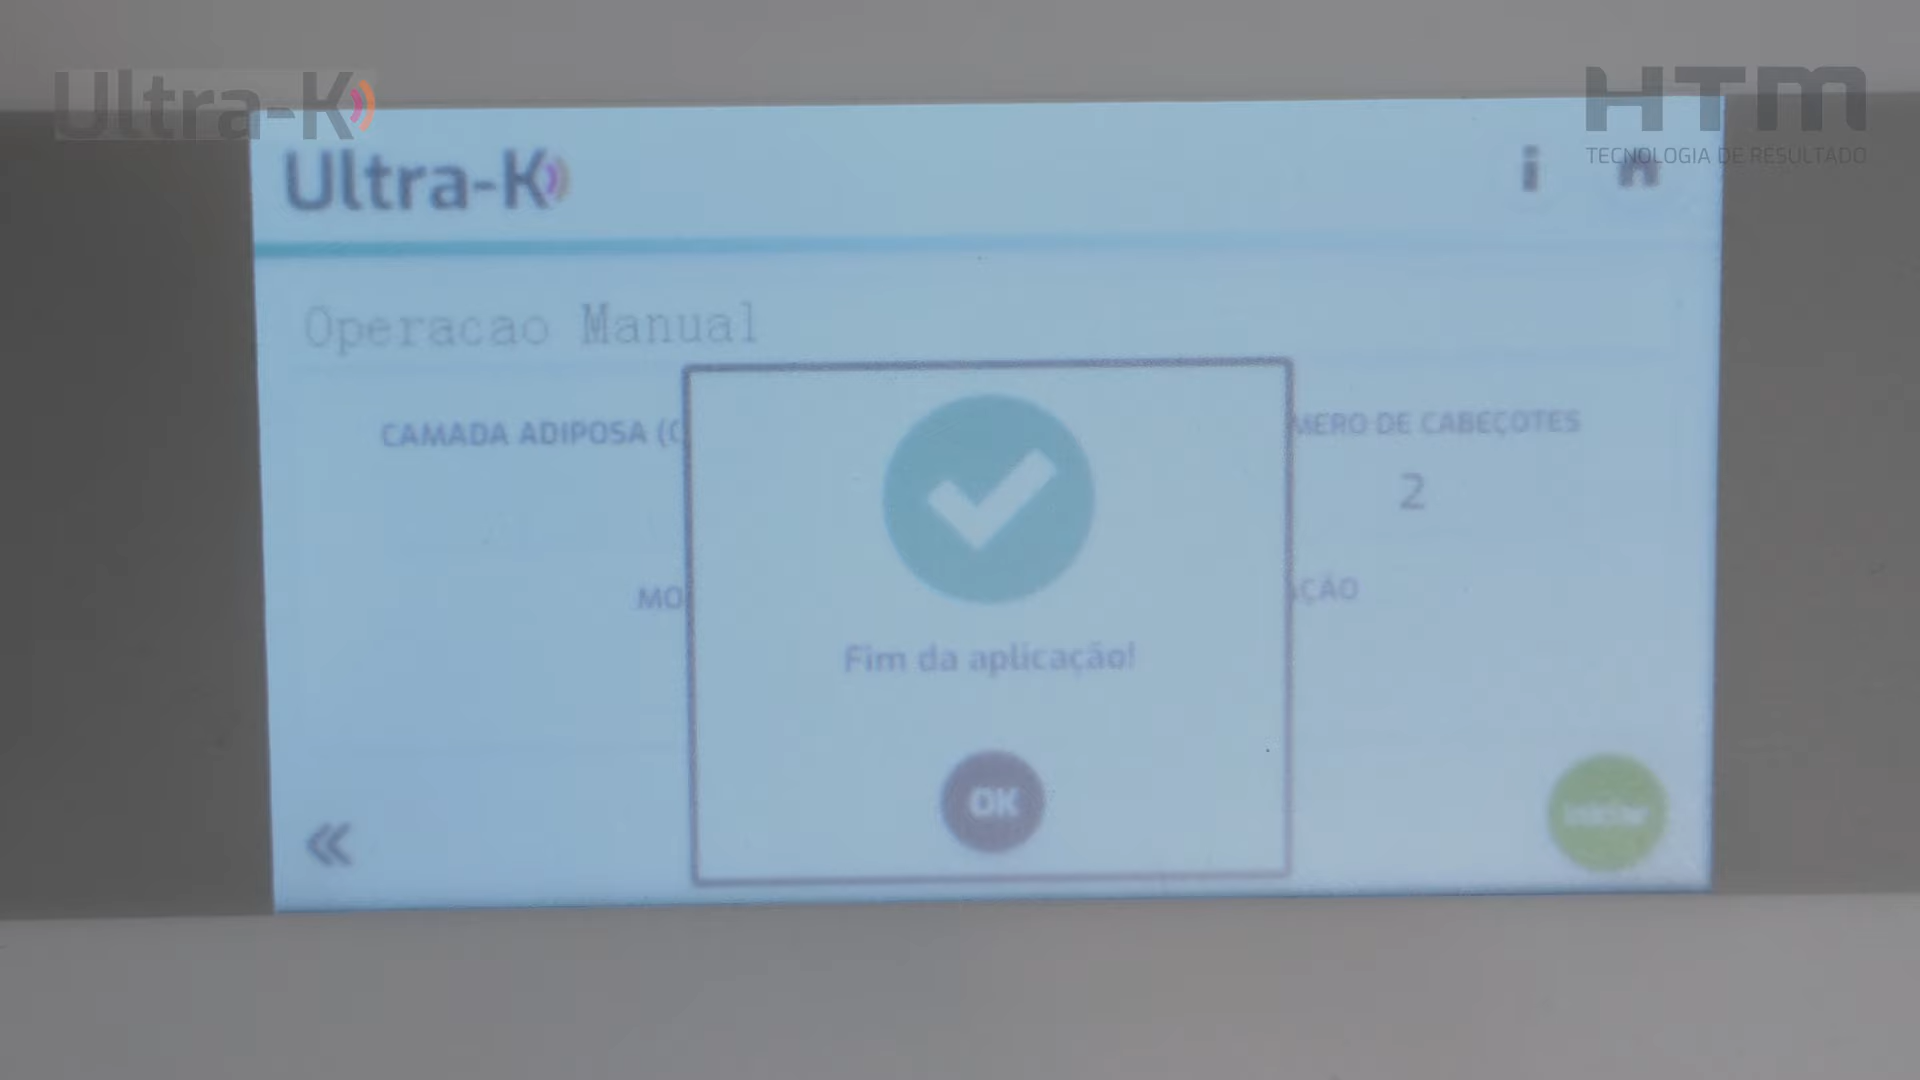 Ultra-K
HTM
TECNOLOGIA DE RESULTADO
Ultra-K
i
Operacao Manual
CAMADA ADIPOSA (C
MERO DE CABEÇOTES
2
MO
ÇÃO
Fim da aplicação!
OK
Iniciar